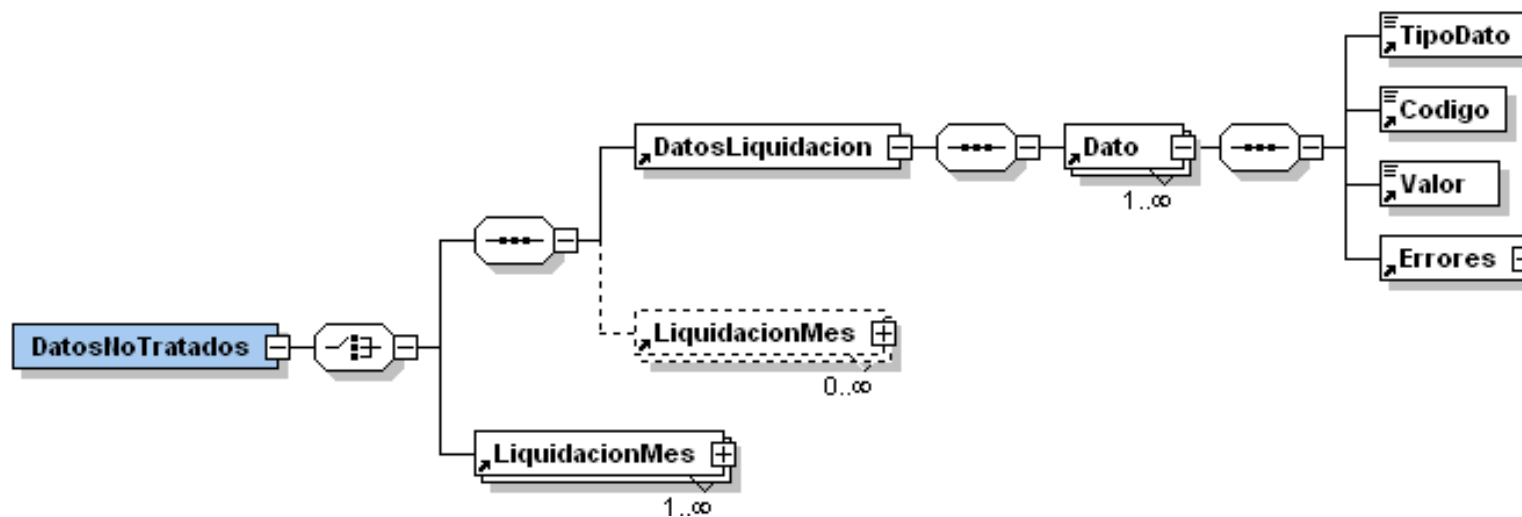 TipoDato
Codigo
DatosLiquidacion
Dato
Valor
1..∞
Errores
LiquidacionMes
DatosNoTratados
0..∞
LiquidacionMes
1..∞